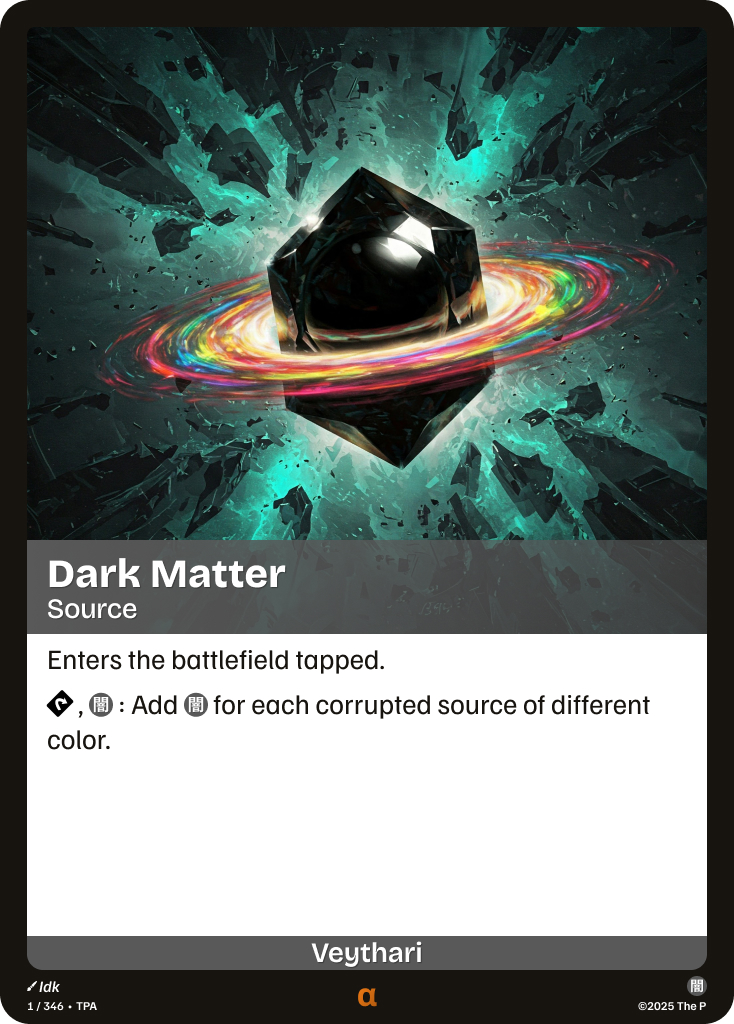 Dark Matter
Source
Enters the battlefield tapped.
, 闇 : Add 闇 for each corrupted source of different
color.
Veythari
Idk
闇
1 / 346 • TPA
α
©2025 The P